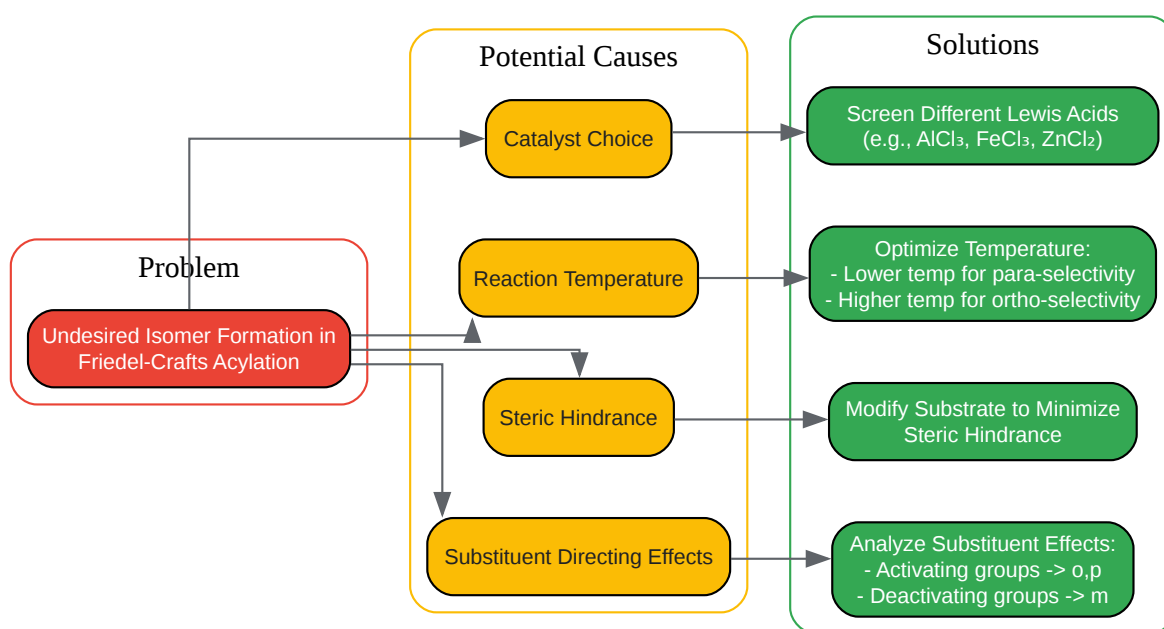 Problem
Undesired Isomer Formation in
Friedel-Crafts Acylation
Potential Causes
Catalyst Choice
Reaction Temperature
Steric Hindrance
Substituent Directing Effects
Solutions
Screen Different Lewis Acids
(e.g., AlCl₃, FeCl₃, ZnCl₂)
Optimize Temperature:
- Lower temp for para-selectivity
- Higher temp for ortho-selectivity
Modify Substrate to Minimize
Steric Hindrance
Analyze Substituent Effects:
- Activating groups -> o,p
- Deactivating groups -> m